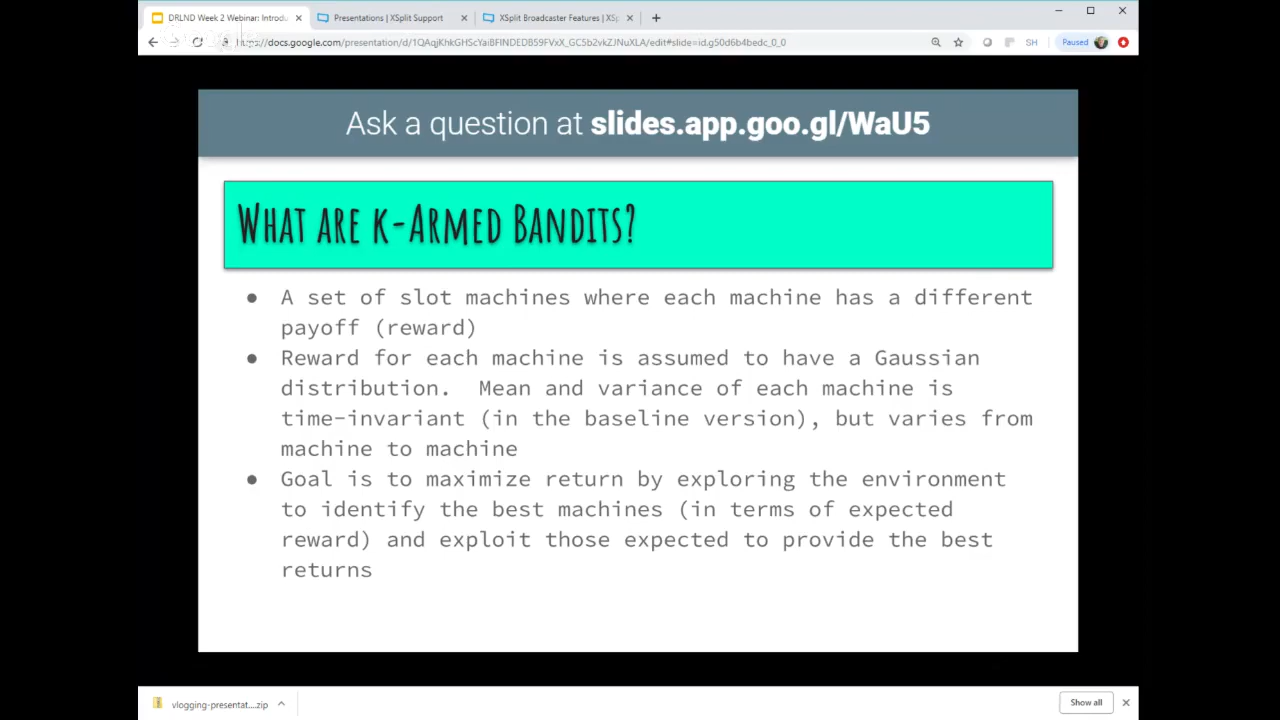 DRLND Week 2 Webinar: Introdu
Presentations | XSplit Support
XSplit Broadcaster Features | XS
https://docs.google.com/presentation/d/1QAqjKhkGHScYaiBFINDEDB59FVxX_GC5b2vkZJNuXLA/edit#slide=id.g50d6b4bedc_0_0
SH
Paused
Ask a question at slides.app.goo.gl/WaU5
What are k-Armed Bandits?
● A set of slot machines where each machine has a different
payoff (reward)
● Reward for each machine is assumed to have a Gaussian
distribution. Mean and variance of each machine is
time-invariant (in the baseline version), but varies from
machine to machine
● Goal is to maximize return by exploring the environment
to identify the best machines (in terms of expected
reward) and exploit those expected to provide the best
returns
vlogging-presentat....zip
Show all